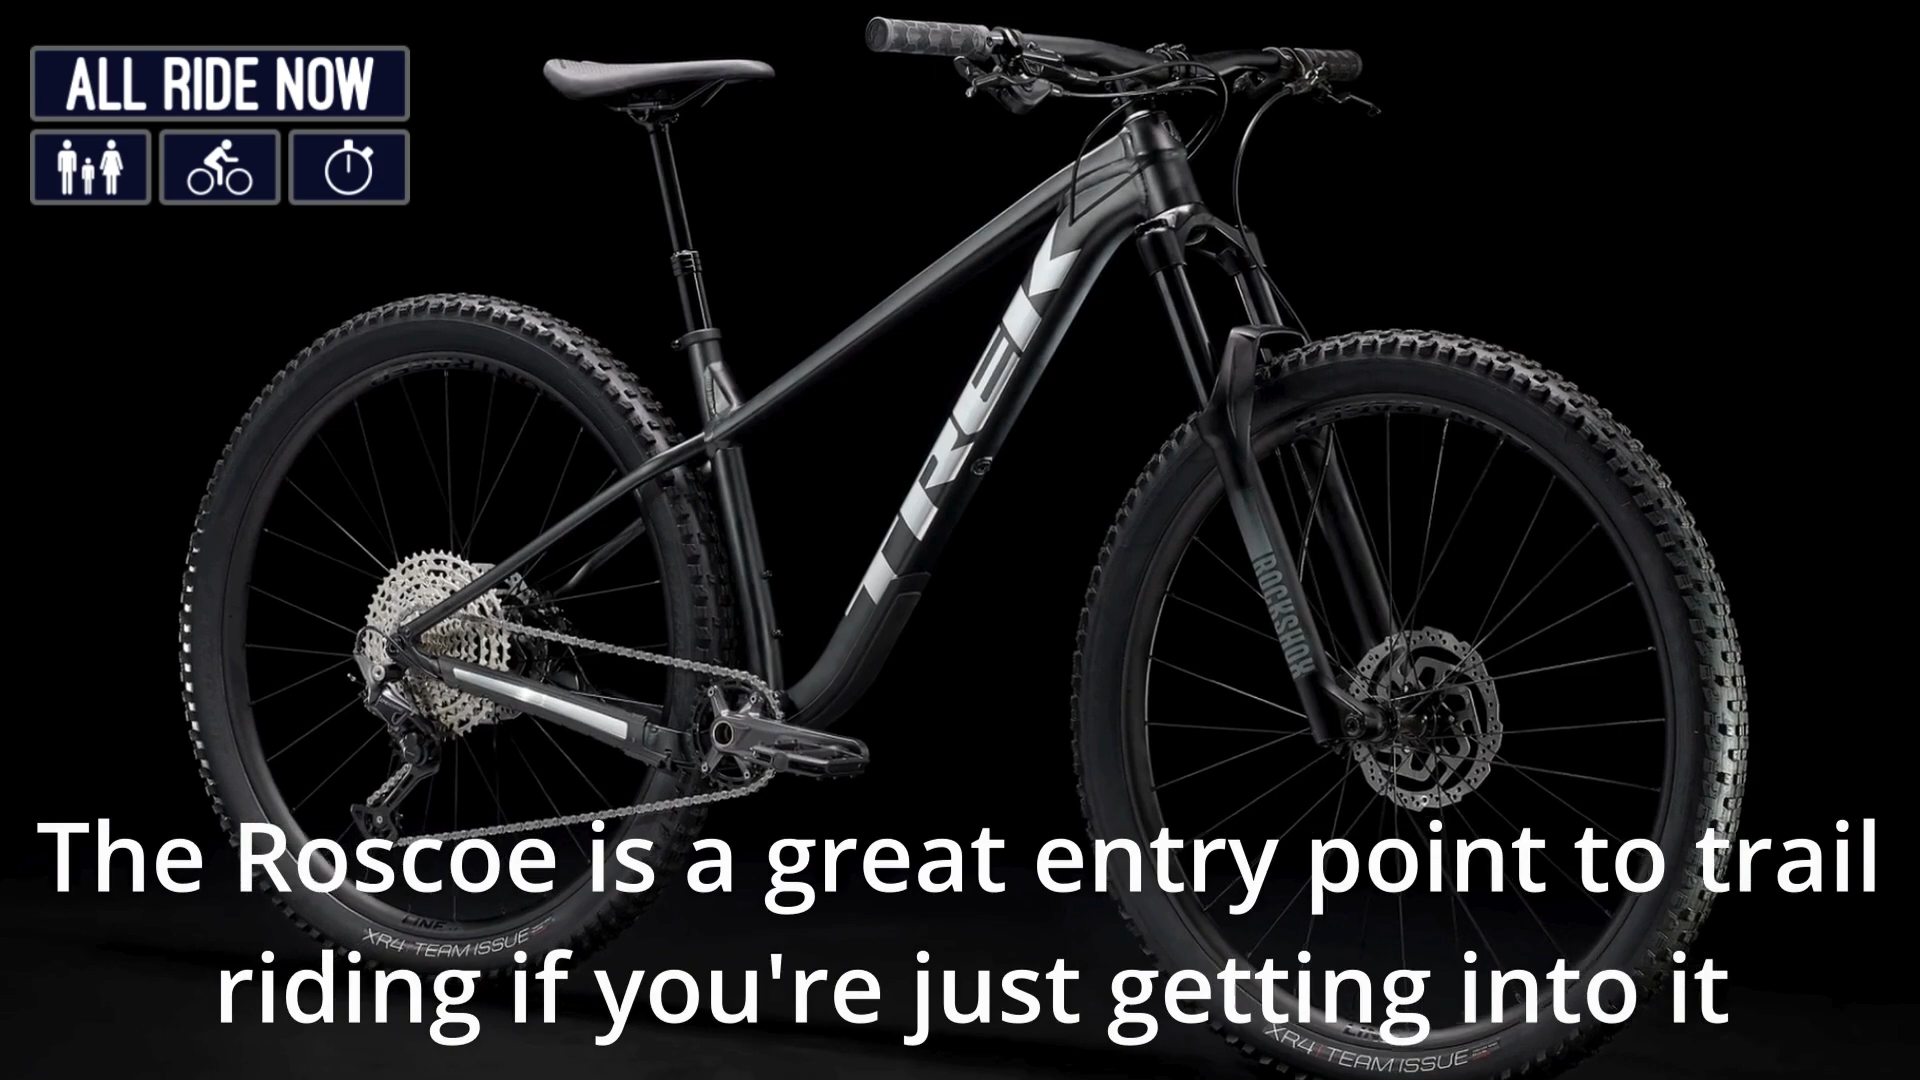 ALL RIDE NOW
TREK
ROCKSHOX
The Roscoe is a great entry point to trail
LINE
XR4 TEAM ISSUE
riding if you're just getting into it
XR4 TEAM ISSUE